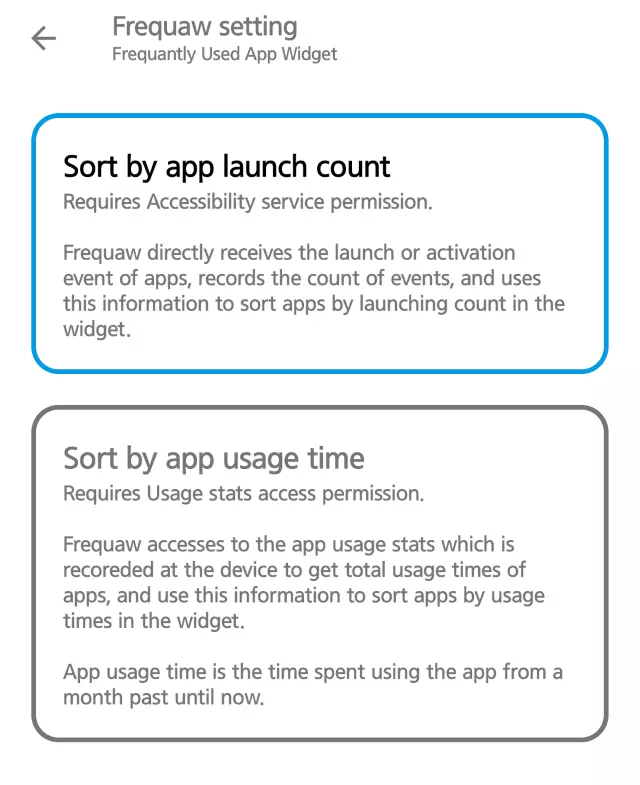 Frequaw setting
Frequantly Used App Widget
Sort by app launch count
Requires Accessibility service permission.
Frequaw directly receives the launch or activation
event of apps, records the count of events, and uses
this information to sort apps by launching count in the
widget.
Sort by app usage time
Requires Usage stats access permission.
Frequaw accesses to the app usage stats which is
recoreded at the device to get total usage times of
apps, and use this information to sort apps by usage
times in the widget.
App usage time is the time spent using the app from a
month past until now.